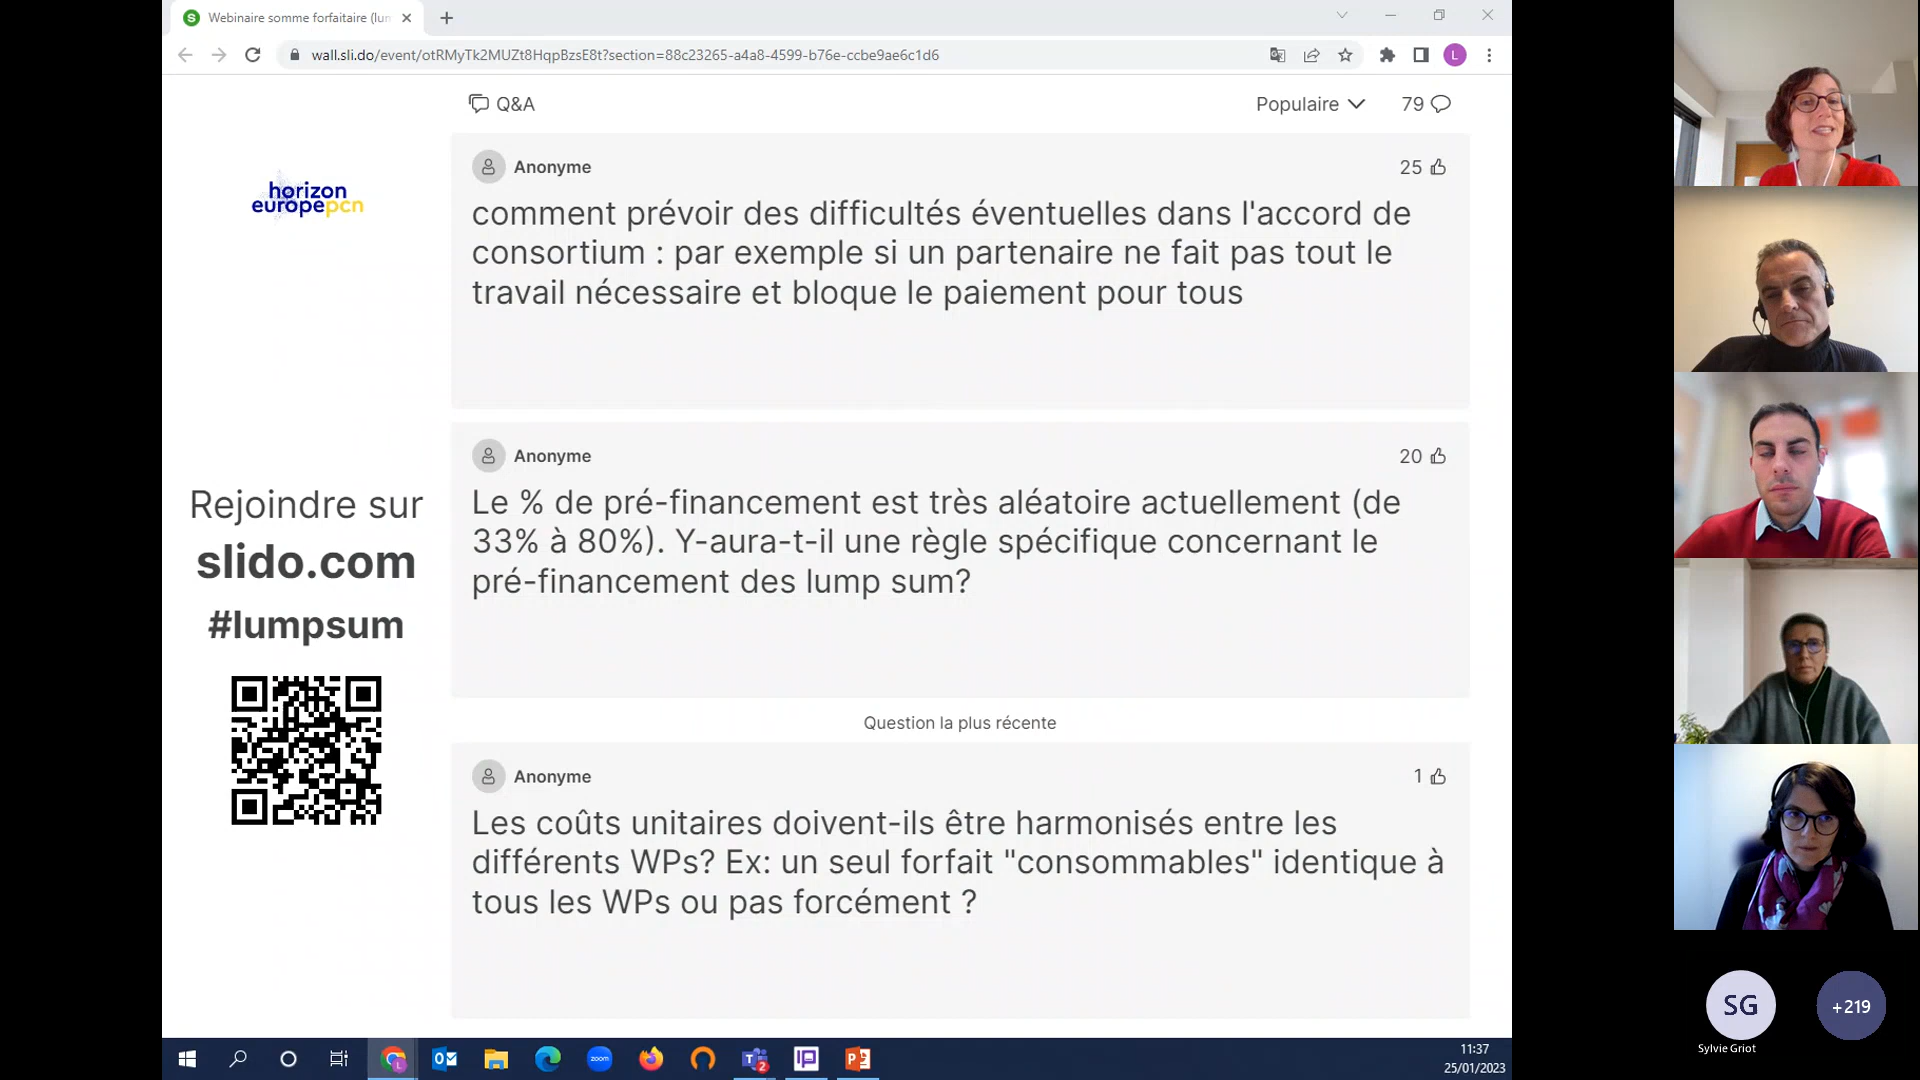 Webinaire somme forfaitaire (lun
wall.sli.do/event/otRMyTk2MUZt8HqpBzsE8t?section=88c23265-a4a8-4599-b76e-ccbe9ae6c1d6
L
horizon
europepcn
Rejoindre sur
slido.com
#lumpsum
Q&A
Populaire
79
Anonyme
25
comment prévoir des difficultés éventuelles dans l'accord de
consortium : par exemple si un partenaire ne fait pas tout le
travail nécessaire et bloque le paiement pour tous
Anonyme
20
Le % de pré-financement est très aléatoire actuellement (de
33% à 80%). Y-aura-t-il une règle spécifique concernant le
pré-financement des lump sum?
Question la plus récente
Anonyme
1
Les coûts unitaires doivent-ils être harmonisés entre les
différents WPs? Ex: un seul forfait "consommables" identique à
tous les WPs ou pas forcément ?
SG
+219
Sylvie Griot
zoom
2
11:37
25/01/2023